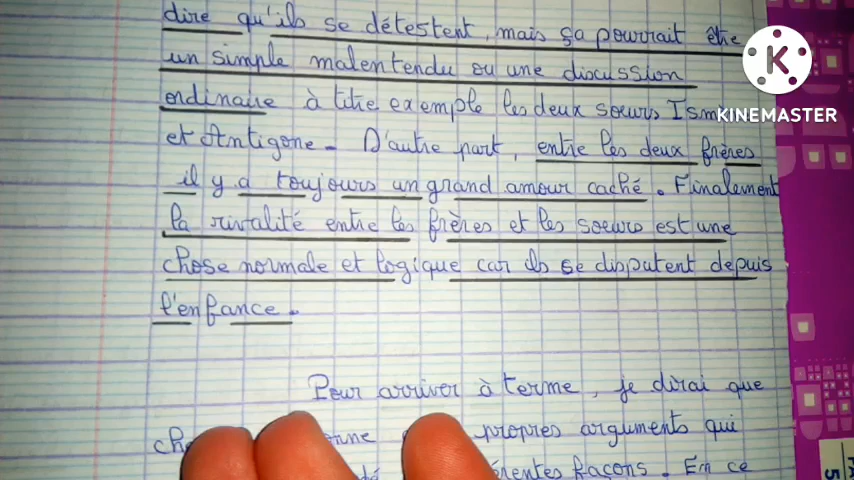 dire qu'ils se détestent, mais ça pourrait être
un simple malentendu ou une discussion
ordinaire à titre exemple les deux sœurs Ism
et Antigone. D'autre part, entre les deux frères
il y a toujours un grand amour caché. Finalement
la rivalité entre les frères et les sœurs est une
chose normale et logique car ils se disputent depuis
l'enfance.
Pour arriver à terme, je dirai que
propres arguments qui
façons. En ce
KINEMASTER